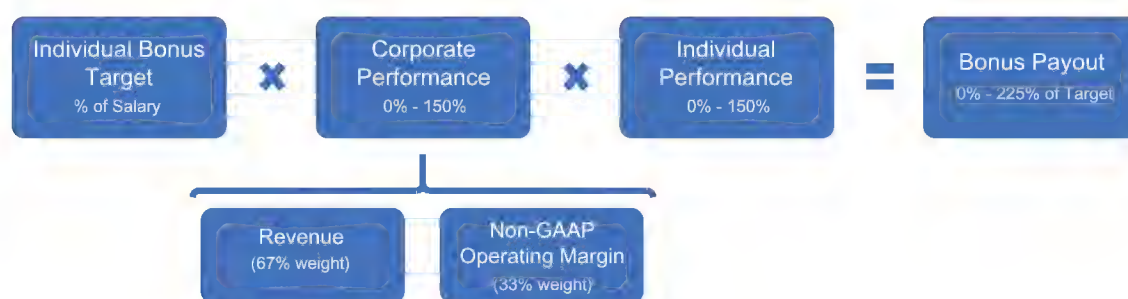 Individual Bonus
Target
% of Salary
×
Corporate
Performance
0% - 150%
×
Individual
Performance
0% - 150%
=
Bonus Payout
0% - 225% of Target
Revenue
(67% weight)
Non-GAAP
Operating Margin
(33% weight)